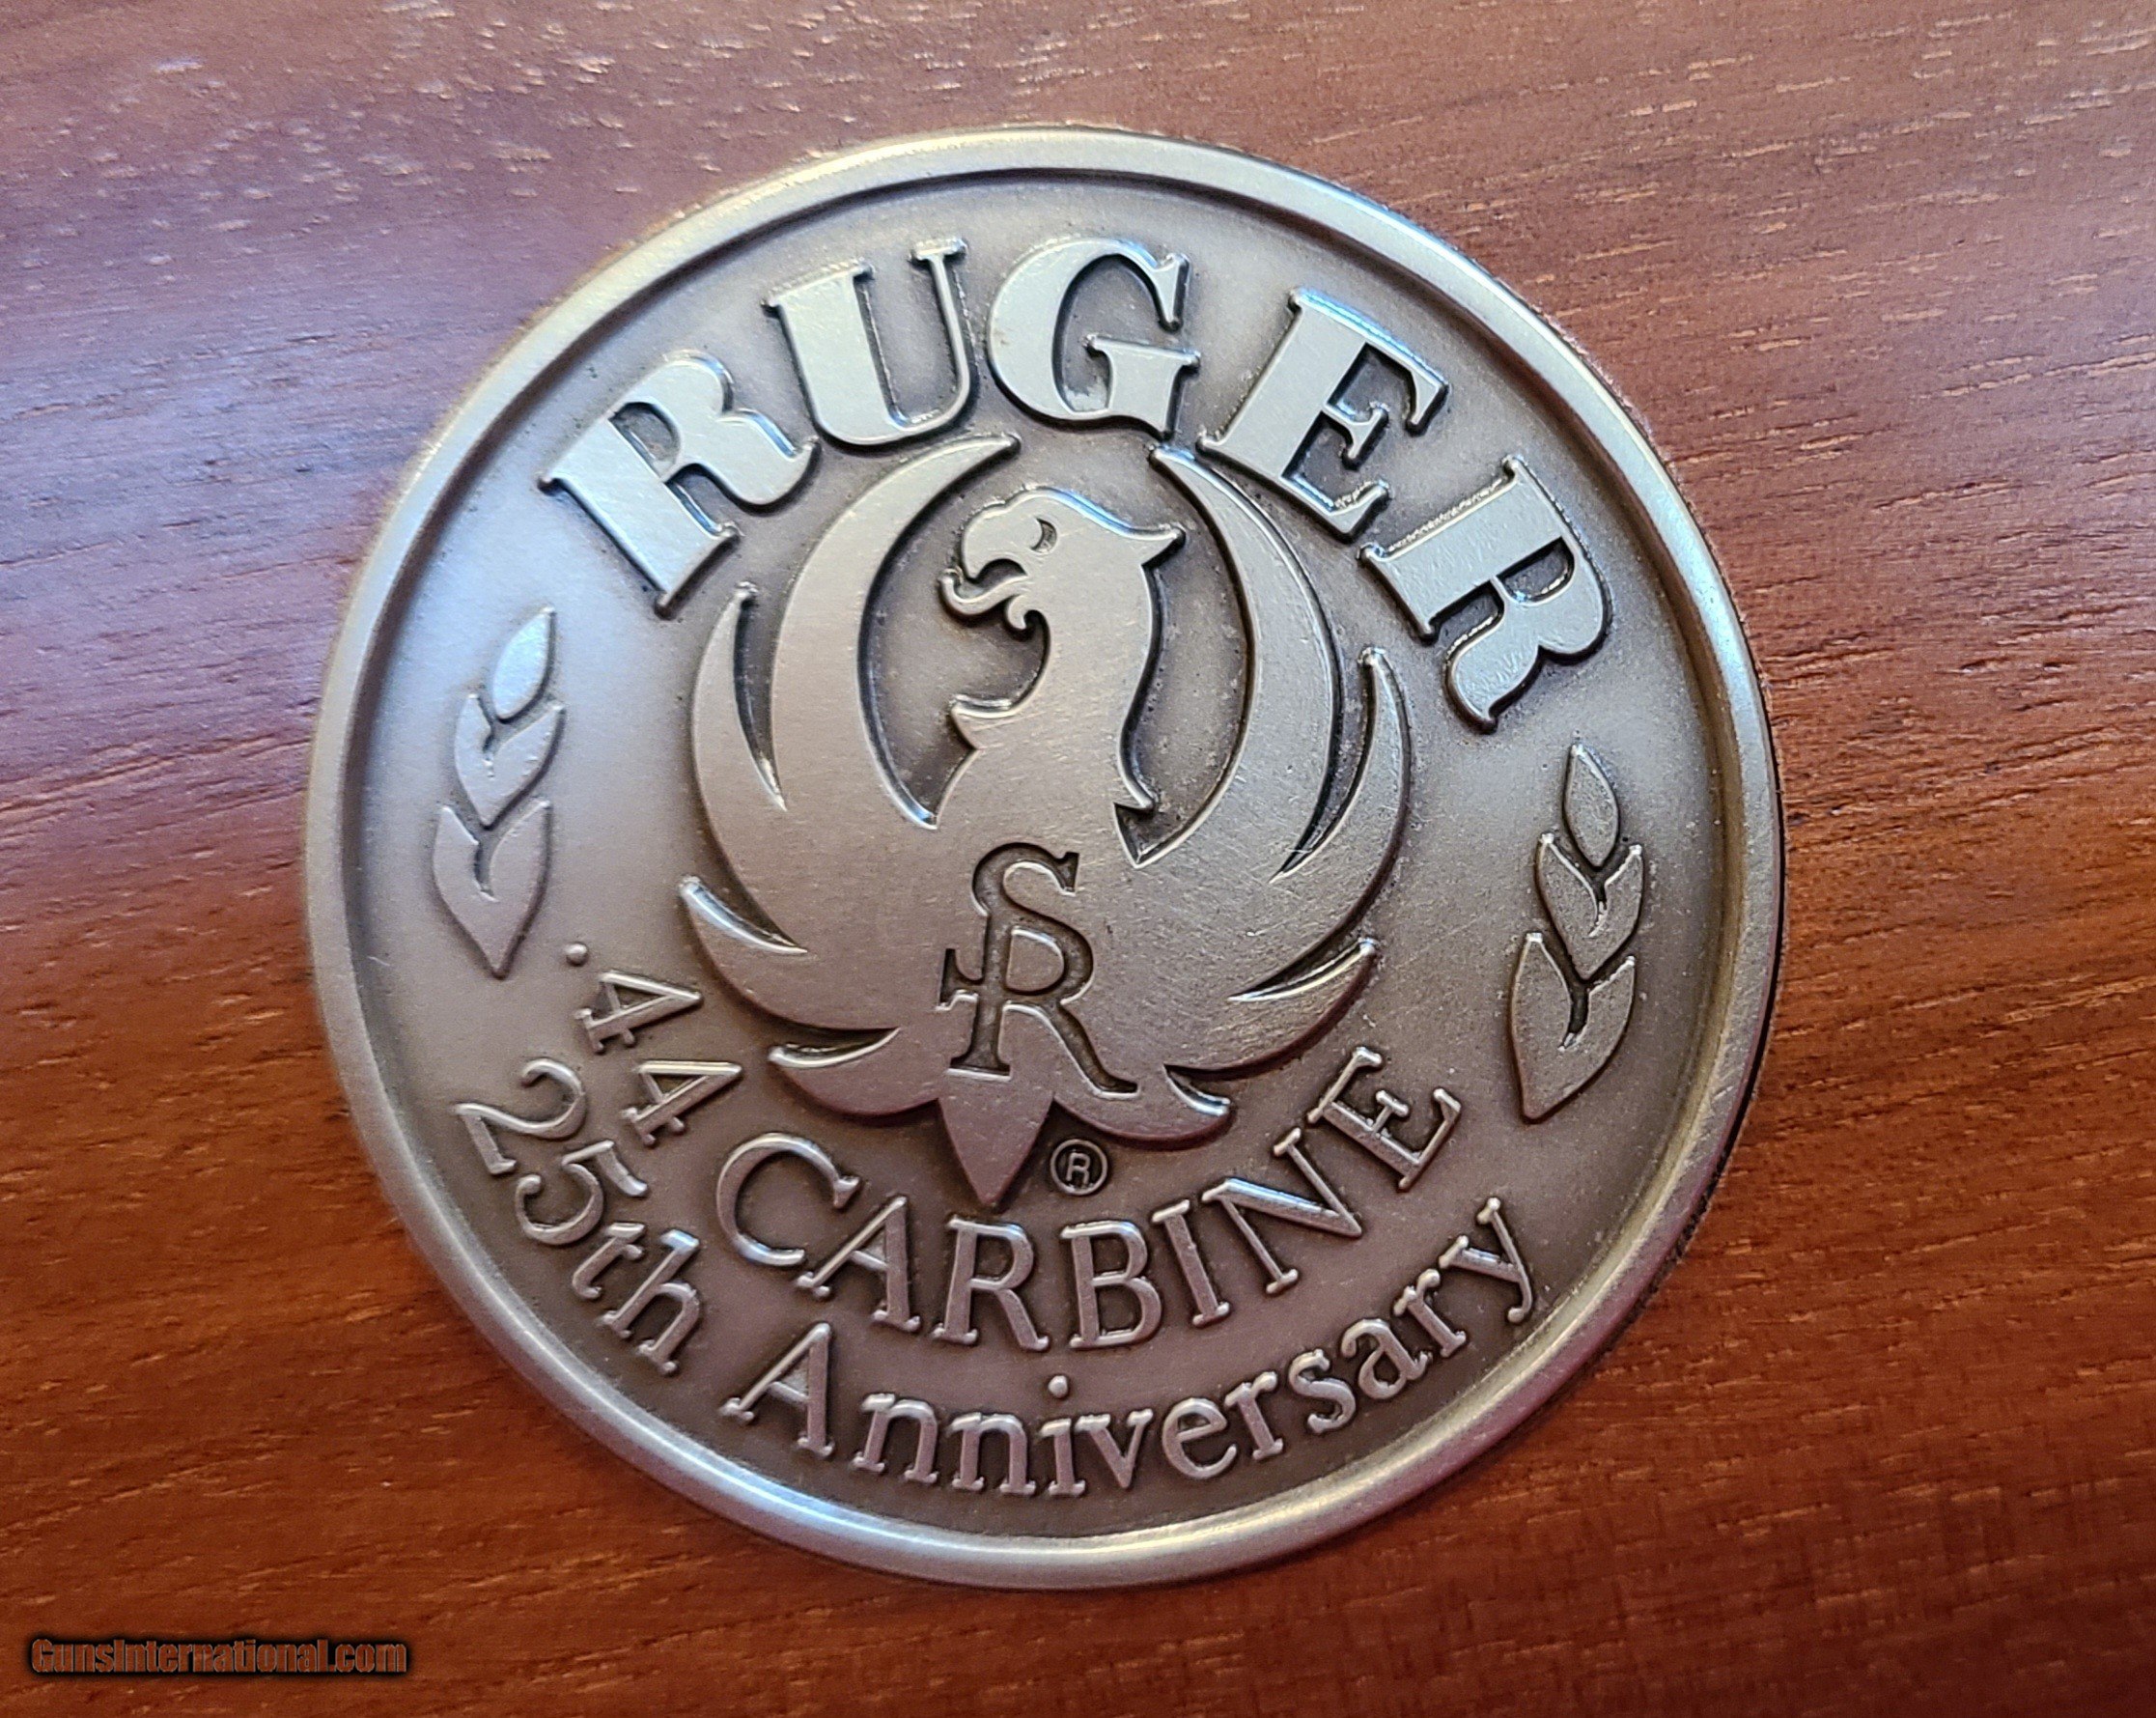 RUGER
SR
®
.44 CARBINE
25th Anniversary
GunsInternational.com